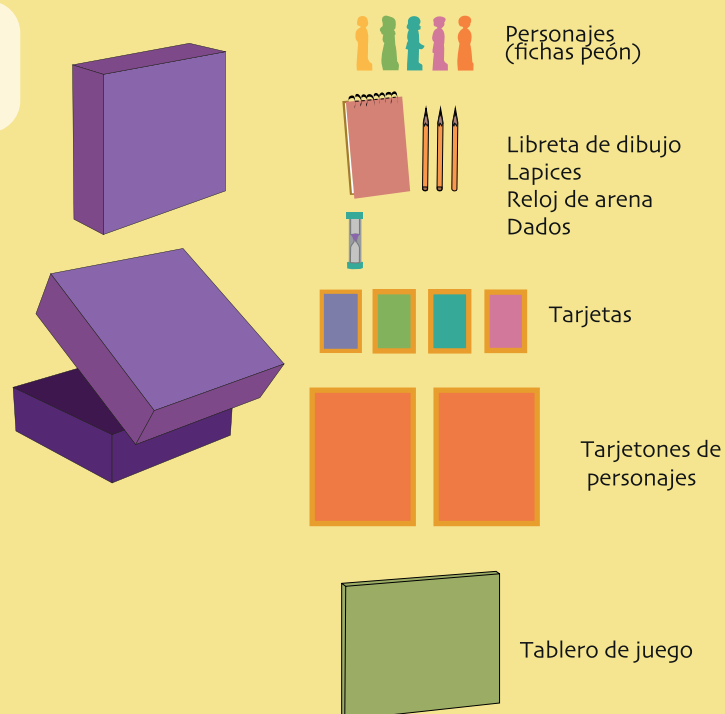 Personajes
(fichas peón)
Libreta de dibujo
Lapices
Reloj de arena
Dados
Tarjetas
Tarjetones de
personajes
Tablero de juego